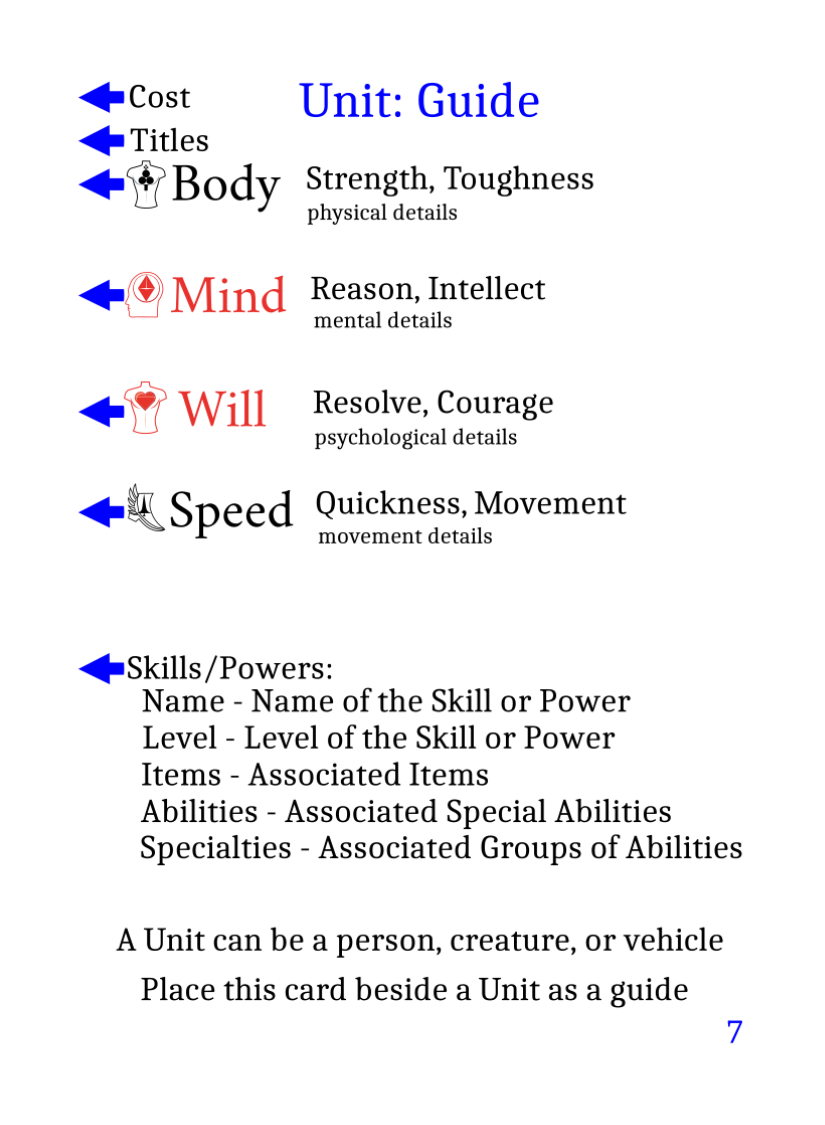 Cost
Unit: Guide
Titles
Body
Strength, Toughness
physical details
Mind
Reason, Intellect
mental details
Will
Resolve, Courage
psychological details
Speed
Quickness, Movement
movement details
Skills/Powers:
Name - Name of the Skill or Power
Level - Level of the Skill or Power
Items - Associated Items
Abilities - Associated Special Abilities
Specialties - Associated Groups of Abilities
A Unit can be a person, creature, or vehicle
Place this card beside a Unit as a guide
7